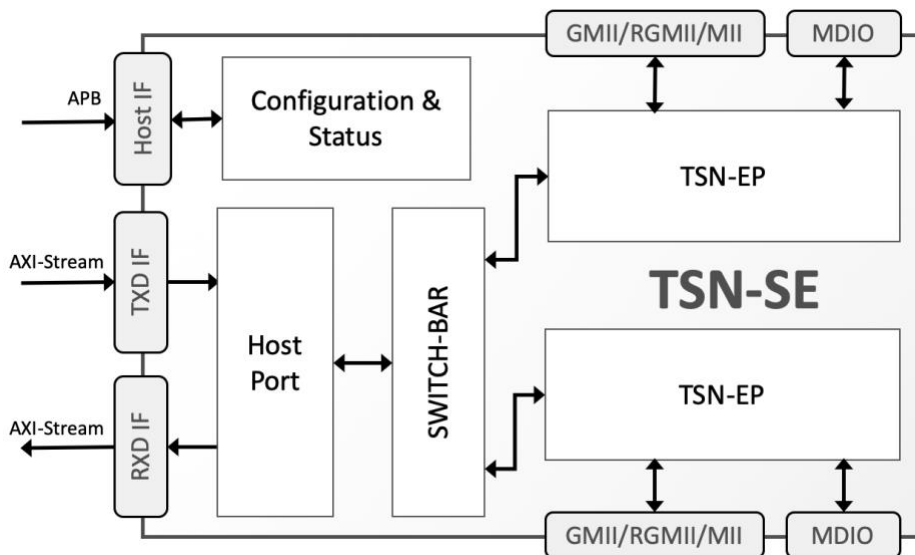 GMII/RGMII/MII
MDIO
APB
Host IF
Configuration &
Status
TSN-EP
AXI-Stream
TXD IF
TSN-SE
Host
Port
SWITCH-BAR
TSN-EP
AXI-Stream
RXD IF
GMII/RGMII/MII
MDIO